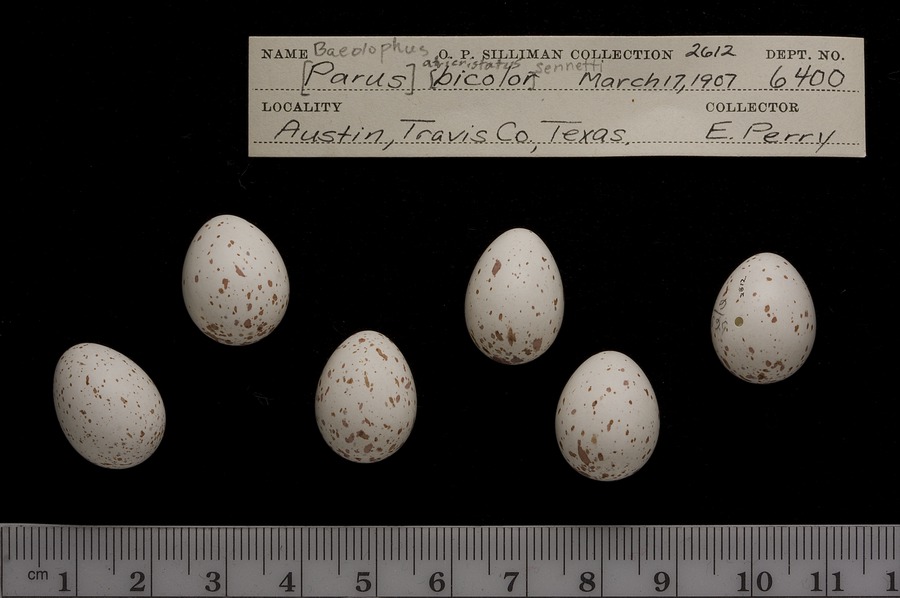 NAME Baeolophus O. P. SILLIMAN COLLECTION 2612 DEPT. NO.
atricristatus sennetti
[Parus] [bicolor] March 17, 1907 6400
LOCALITY COLLECTOR
Austin, Travis Co., Texas. E. Perry
2612
cm 1 2 3 4 5 6 7 8 9 10 11 1